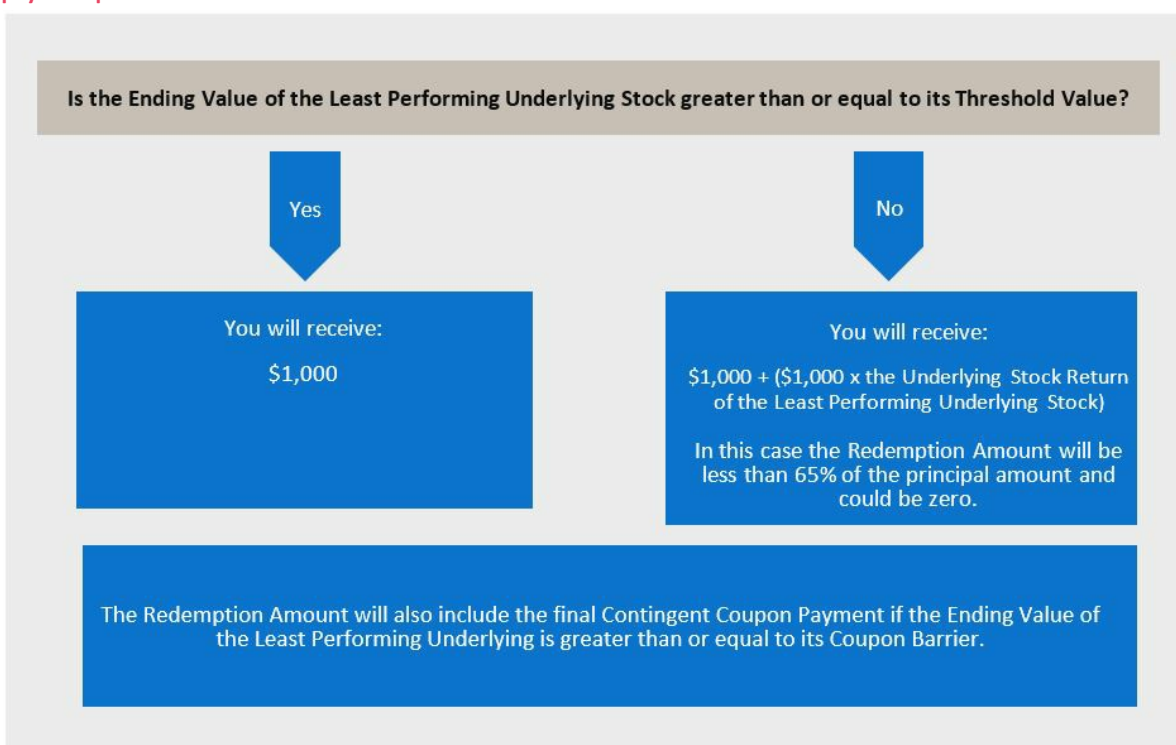 Is the Ending Value of the Least Performing Underlying Stock greater than or equal to its Threshold Value?
Yes
No
You will receive:
$1,000
You will receive:
$1,000 + ($1,000 x the Underlying Stock Return
of the Least Performing Underlying Stock)
In this case the Redemption Amount will be
less than 65% of the principal amount and
could be zero.
The Redemption Amount will also include the final Contingent Coupon Payment if the Ending Value of
the Least Performing Underlying is greater than or equal to its Coupon Barrier.